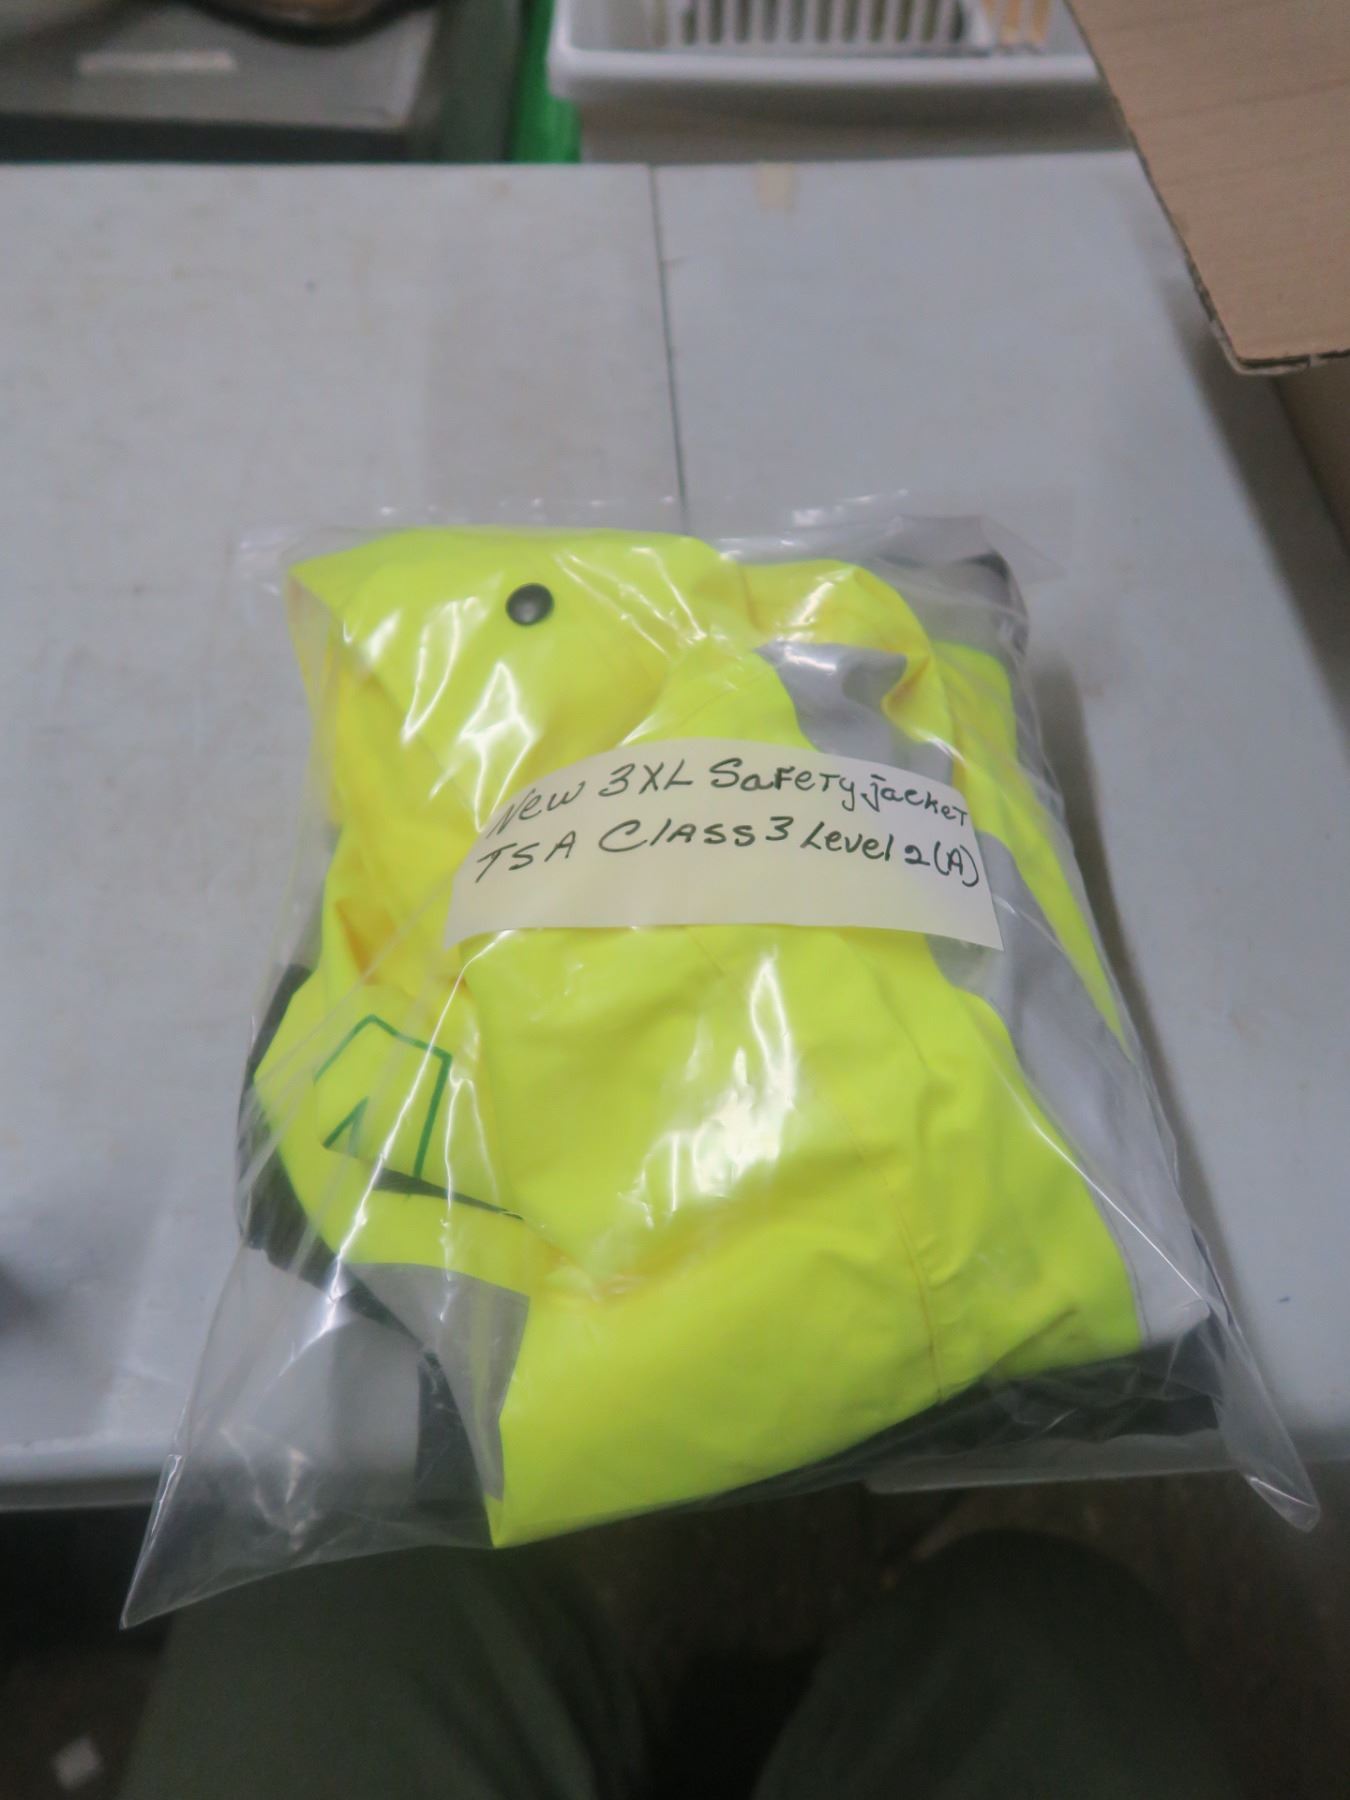 New 3XL Safety jacket
TSA Class 3 Level 2 (A)